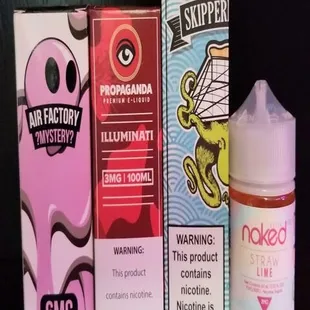 AIR FACTORY
?MYSTERY?
PROPAGANDA
PREMIUM E-LIQUID
ILLUMINATI
3MG | 100ML
WARNING:
This product
contains nicotine.
SKIPPER
WARNING:
This product
contains
nicotine.
Nicotine is
naked
STRAW
LIME